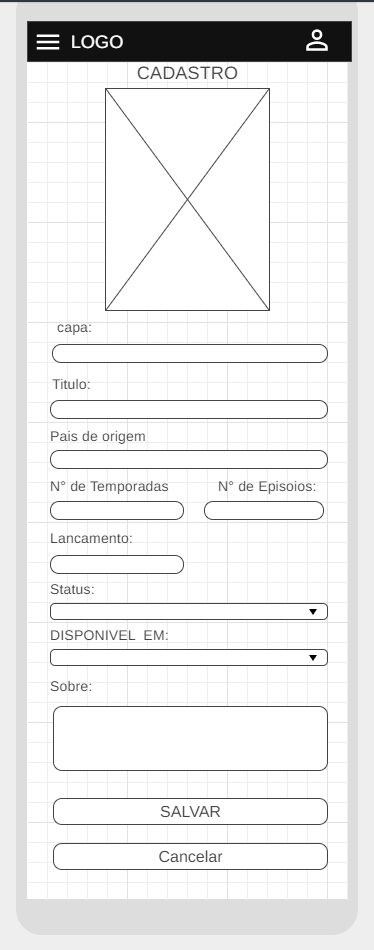 LOGO
CADASTRO
capa:
Titulo:
Pais de origem
N° de Temporadas N° de Episoios:
Lancamento:
Status:
DISPONIVEL EM:
Sobre:
SALVAR
Cancelar